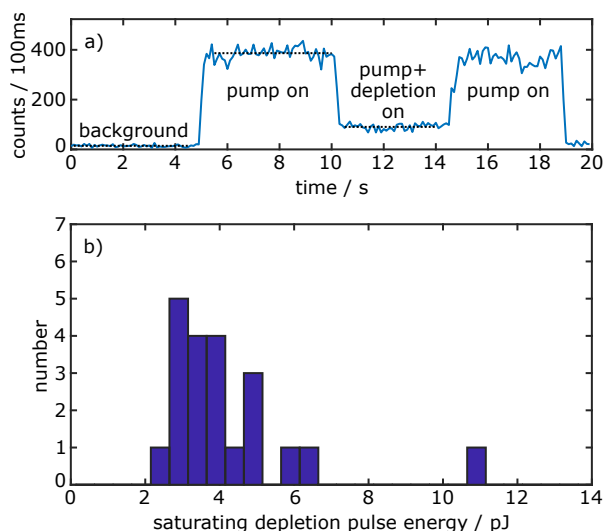 a)
counts / 100ms
400
200
0
background
pump on
pump+
depletion
on
pump on
0 2 4 6 8 10 12 14 16 18 20
time / s
b)
number
7
6
5
4
3
2
1
0
0 2 4 6 8 10 12 14
saturating depletion pulse energy / pJ